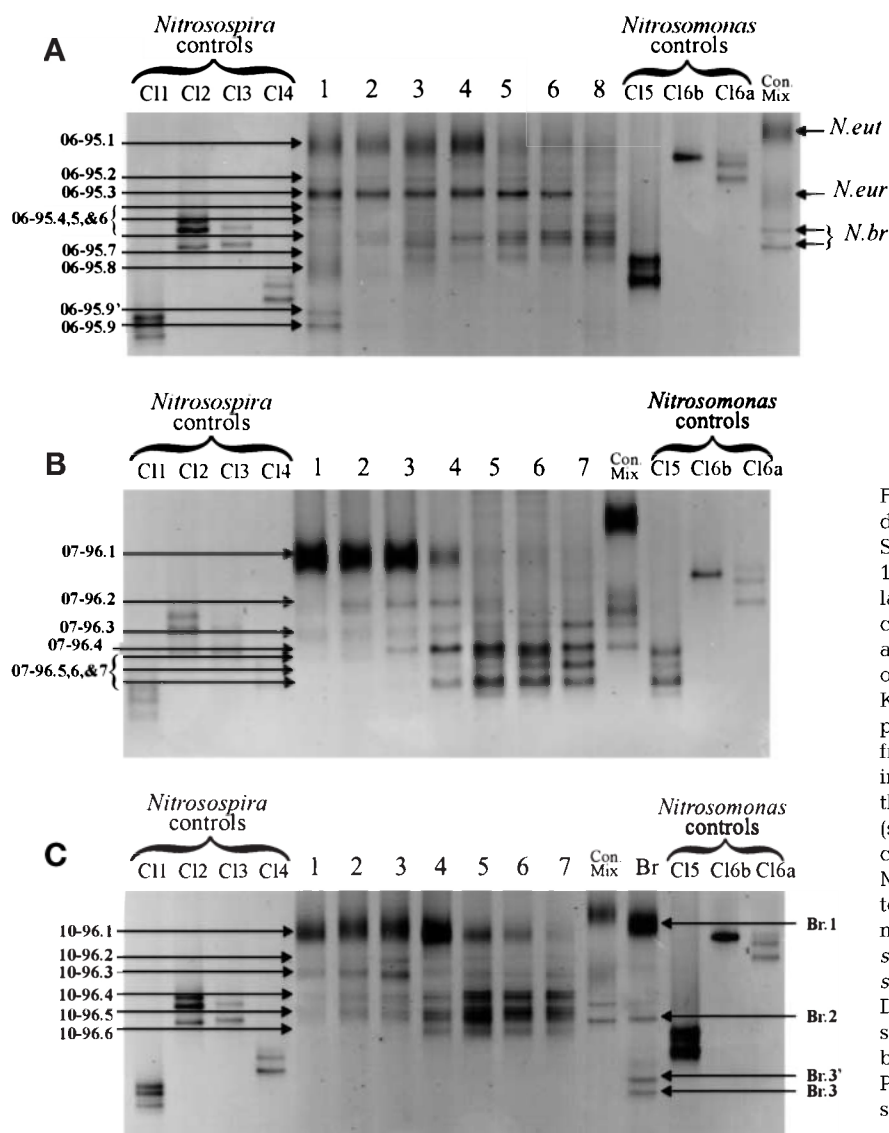 A
Nitrosospira
controls
Cl1 Cl2 Cl3 Cl4
1 2 3 4 5 6 8
Nitrosomonas
controls
Cl5 Cl6b Cl6a
Con.
Mix
06-95.1
06-95.2
06-95.3
06-95.4,5,&6
06-95.7
06-95.8
06-95.9'
06-95.9
N.eut
N.eur
N.br
B
Nitrosospira
controls
Cl1 Cl2 Cl3 Cl4
1 2 3 4 5 6 7
Con.
Mix
Nitrosomonas
controls
Cl5 Cl6b Cl6a
07-96.1
07-96.2
07-96.3
07-96.4
07-96.5,6,&7
C
Nitrosospira
controls
Cl1 Cl2 Cl3 Cl4
1 2 3 4 5 6 7
Con.
Mix
Br
Nitrosomonas
controls
Cl5 Cl6b Cl6a
10-96.1
10-96.2
10-96.3
10-96.4
10-96.5
10-96.6
Br.1
Br.2
Br.3'
Br.3